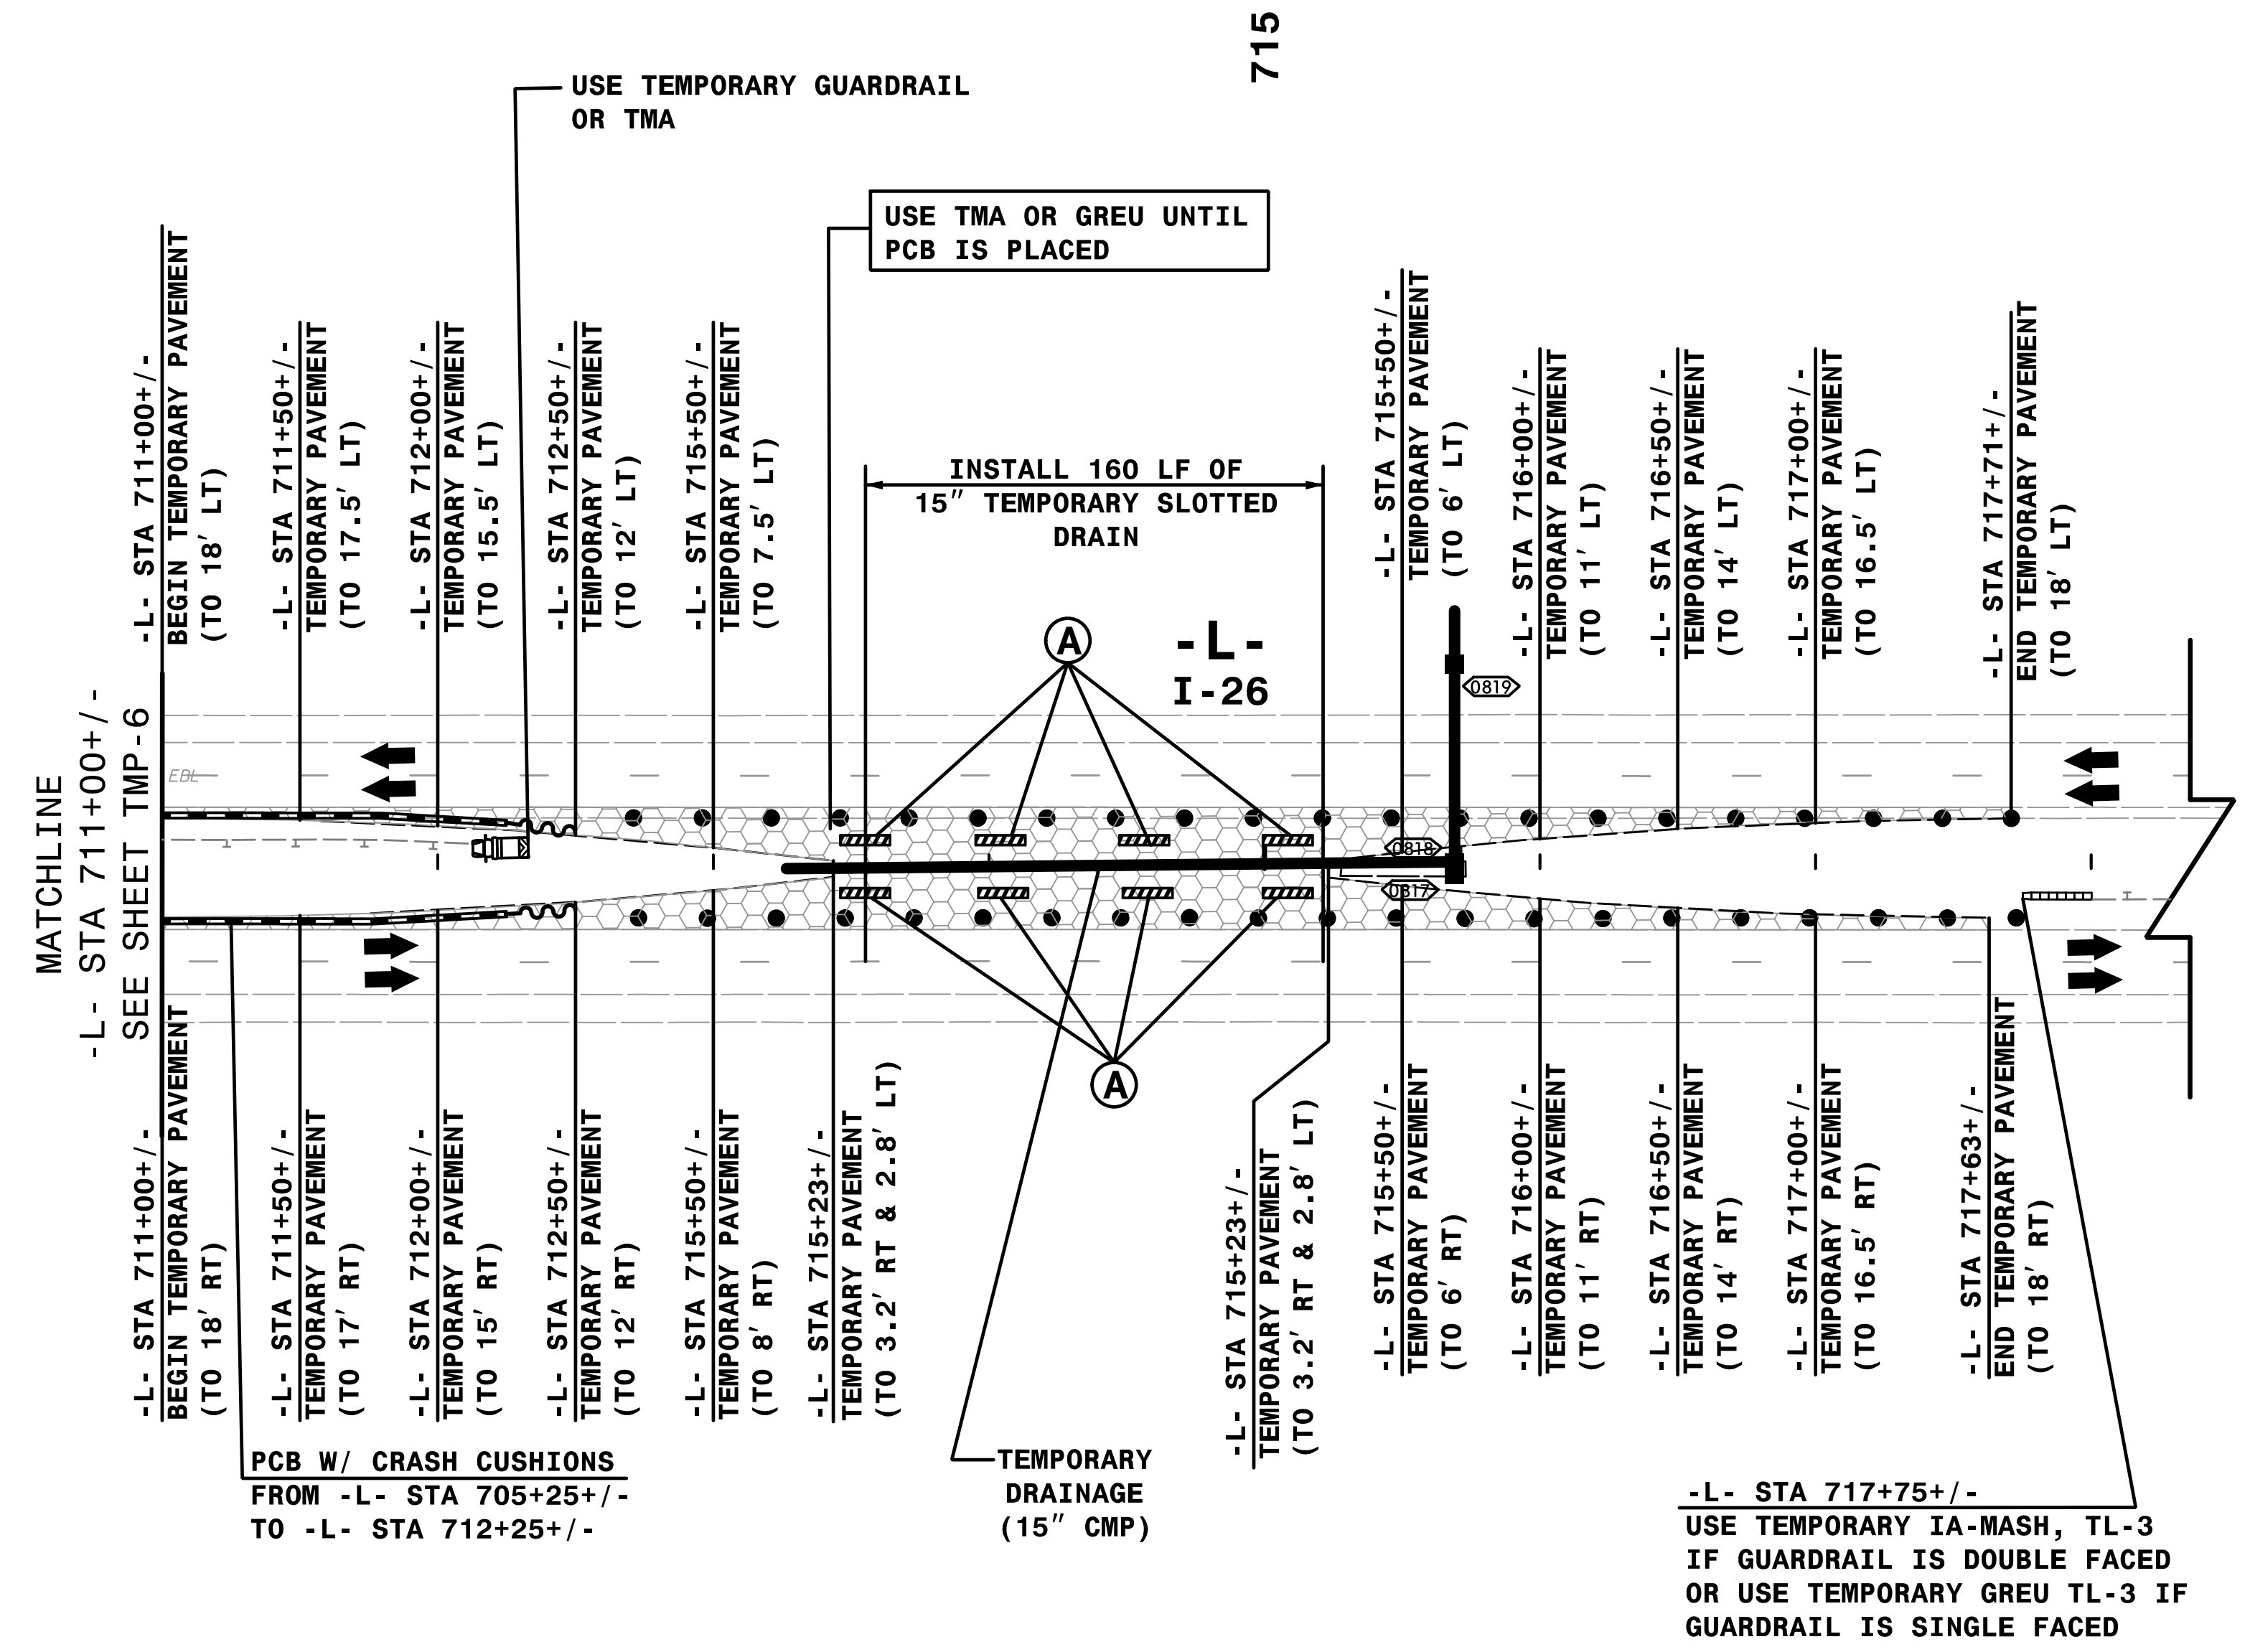 715
USE TEMPORARY GUARDRAIL
OR TMA
USE TMA OR GREU UNTIL
PCB IS PLACED
-L- STA 711+00+/-
BEGIN TEMPORARY PAVEMENT
(TO 18' LT)
-L- STA 711+50+/-
TEMPORARY PAVEMENT
(TO 17.5' LT)
-L- STA 712+00+/-
TEMPORARY PAVEMENT
(TO 15.5' LT)
-L- STA 712+50+/-
TEMPORARY PAVEMENT
(TO 12' LT)
-L- STA 715+50+/-
TEMPORARY PAVEMENT
(TO 7.5' LT)
INSTALL 160 LF OF
15" TEMPORARY SLOTTED
DRAIN
-L- STA 715+50+/-
TEMPORARY PAVEMENT
(TO 6' LT)
-L- STA 716+00+/-
TEMPORARY PAVEMENT
(TO 11' LT)
-L- STA 716+50+/-
TEMPORARY PAVEMENT
(TO 14' LT)
-L- STA 717+00+/-
TEMPORARY PAVEMENT
(TO 16.5' LT)
-L- STA 717+71+/-
END TEMPORARY PAVEMENT
(TO 18' LT)
A
-L-
I-26
0819
MATCHLINE
-L- STA 711+00+/-
SEE SHEET TMP-6
EBL
0818
0817
A
-L- STA 711+00+/-
BEGIN TEMPORARY PAVEMENT
(TO 18' RT)
-L- STA 711+50+/-
TEMPORARY PAVEMENT
(TO 17' RT)
-L- STA 712+00+/-
TEMPORARY PAVEMENT
(TO 15' RT)
-L- STA 712+50+/-
TEMPORARY PAVEMENT
(TO 12' RT)
-L- STA 715+50+/-
TEMPORARY PAVEMENT
(TO 8' RT)
-L- STA 715+23+/-
TEMPORARY PAVEMENT
(TO 3.2' RT & 2.8' LT)
-L- STA 715+23+/-
TEMPORARY PAVEMENT
(TO 3.2' RT & 2.8' LT)
-L- STA 715+50+/-
TEMPORARY PAVEMENT
(TO 6' RT)
-L- STA 716+00+/-
TEMPORARY PAVEMENT
(TO 11' RT)
-L- STA 716+50+/-
TEMPORARY PAVEMENT
(TO 14' RT)
-L- STA 717+00+/-
TEMPORARY PAVEMENT
(TO 16.5' RT)
-L- STA 717+63+/-
END TEMPORARY PAVEMENT
(TO 18' RT)
PCB W/ CRASH CUSHIONS
FROM -L- STA 705+25+/-
TO -L- STA 712+25+/-
TEMPORARY
DRAINAGE
(15" CMP)
-L- STA 717+75+/-
USE TEMPORARY IA-MASH, TL-3
IF GUARDRAIL IS DOUBLE FACED
OR USE TEMPORARY GREU TL-3 IF
GUARDRAIL IS SINGLE FACED